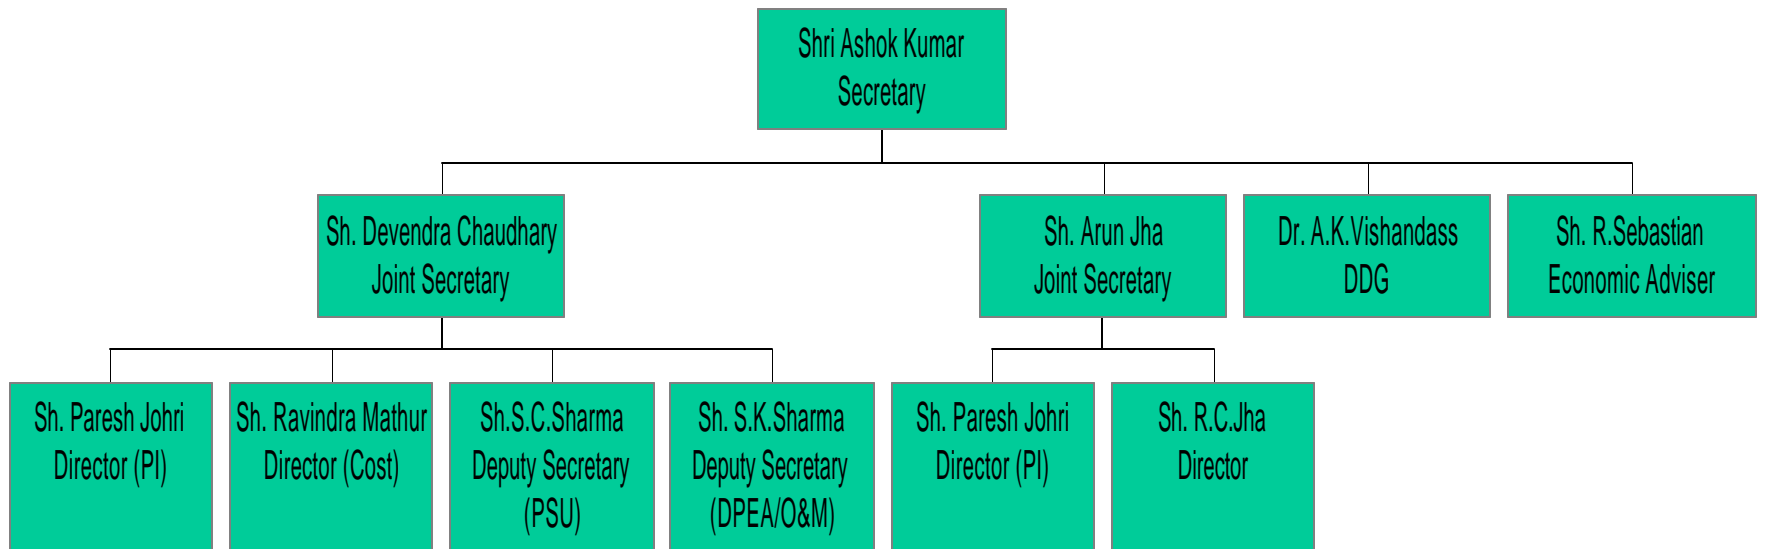 Shri Ashok Kumar
Secretary
Sh. Devendra Chaudhary
Joint Secretary
Sh. Arun Jha
Joint Secretary
Dr. A.K.Vishandass
DDG
Sh. R.Sebastian
Economic Adviser
Sh. Paresh Johri
Director (PI)
Sh. Ravindra Mathur
Director (Cost)
Sh.S.C.Sharma
Deputy Secretary
(PSU)
Sh. S.K.Sharma
Deputy Secretary
(DPEA/O&M)
Sh. Paresh Johri
Director (PI)
Sh. R.C.Jha
Director